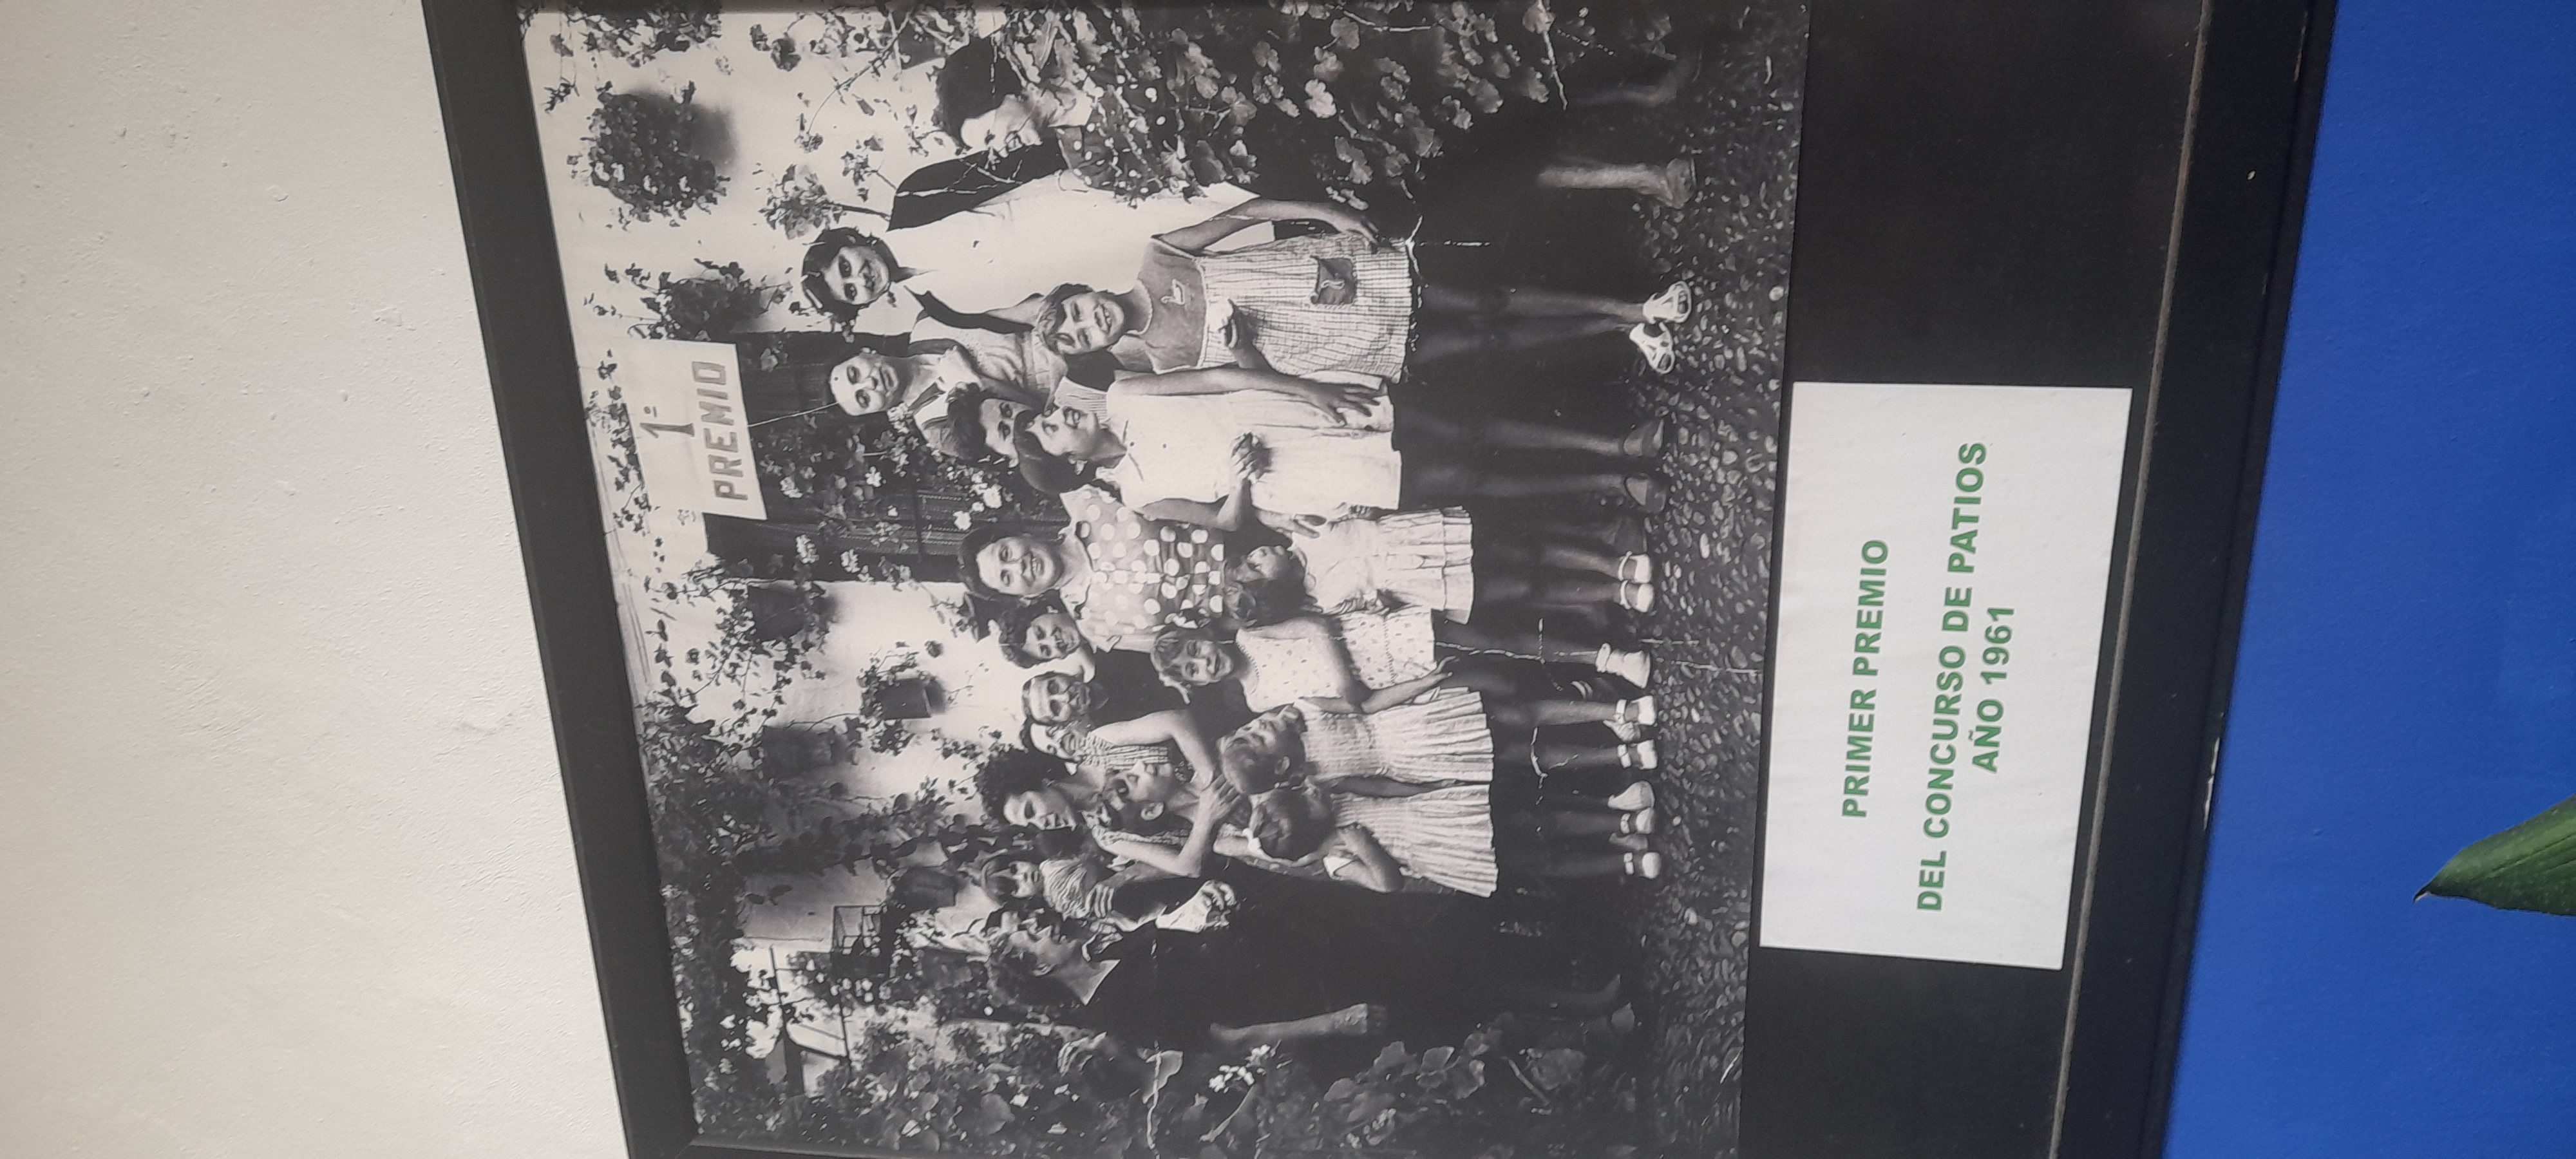 1º
PREMIO
PRIMER PREMIO
DEL CONCURSO DE PATIOS
AÑO 1961